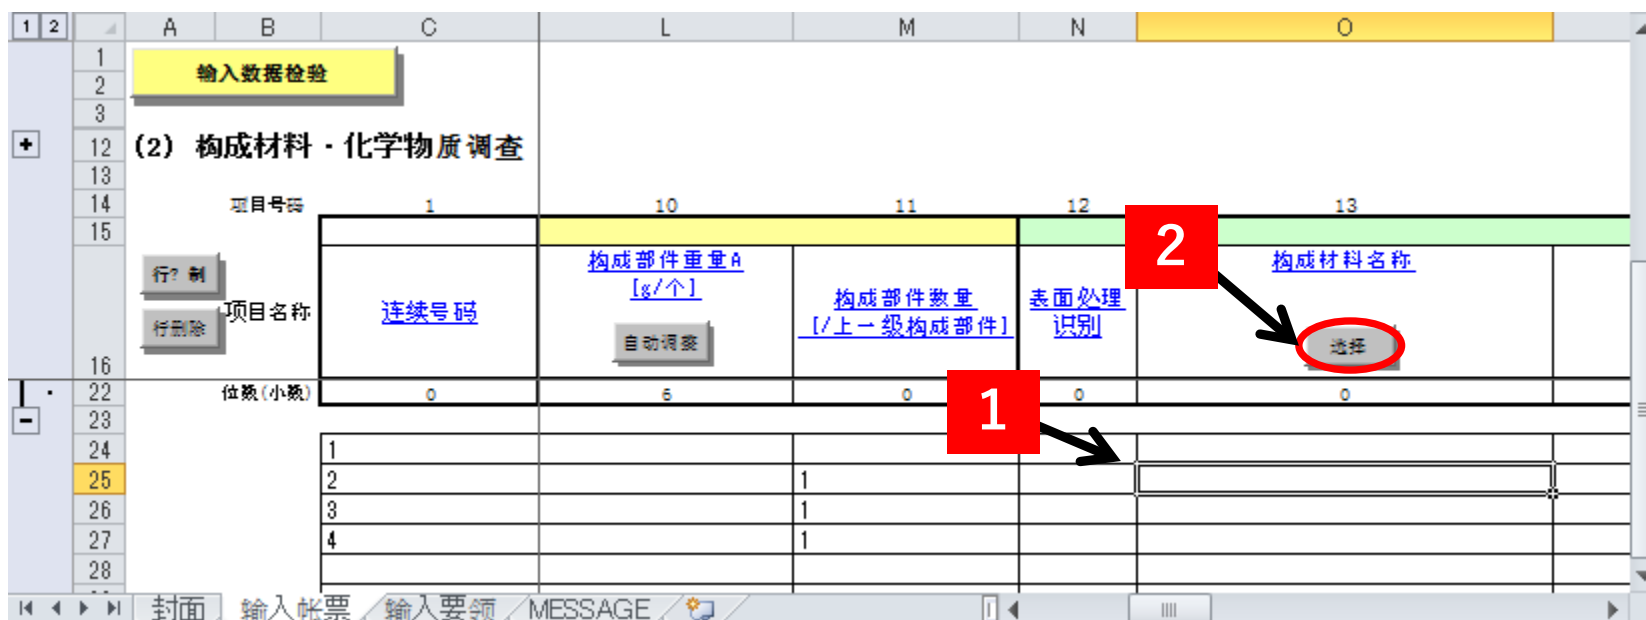 1 2 A B C L M N O
1
输入数据检验
2
3
12 (2) 构成材料・化学物质调查
13
14 项目号码 1 10 11 12 13
15
2
构成部件重量A
[g/个]
构成材料名称
行? 制
项目名称
连续号码
构成部件数量
[/上一级构成部件]
表面处理
识别
行删除
自动调整
选择
16
22 位数(小数) 0 6 0 0 0
1
23
24 1
25 2 1
26 3 1
27 4 1
28
封面 输入帐票 输入要领 MESSAGE